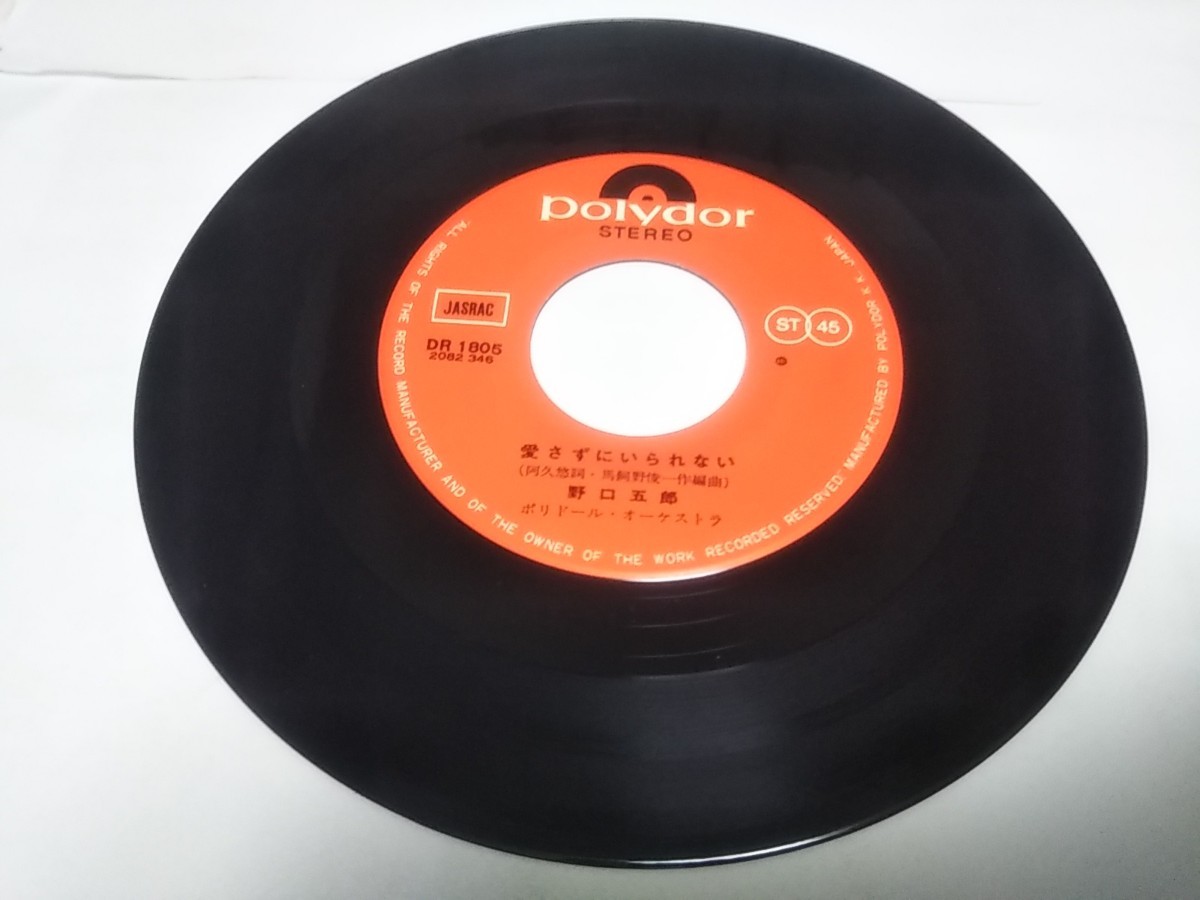 polydor
STEREO
JASRAC
DR 1805
2082 346
ST 45
愛さずにいられない
(阿久悠詞・馬飼野俊一作編曲)
野口五郎
ポリドール・オーケストラ
"ALL RIGHTS OF THE RECORD MANUFACTURER AND OF THE OWNER OF THE WORK RECORDED RESERVED" MANUFACTURED BY POLYDOR K. K. JAPAN